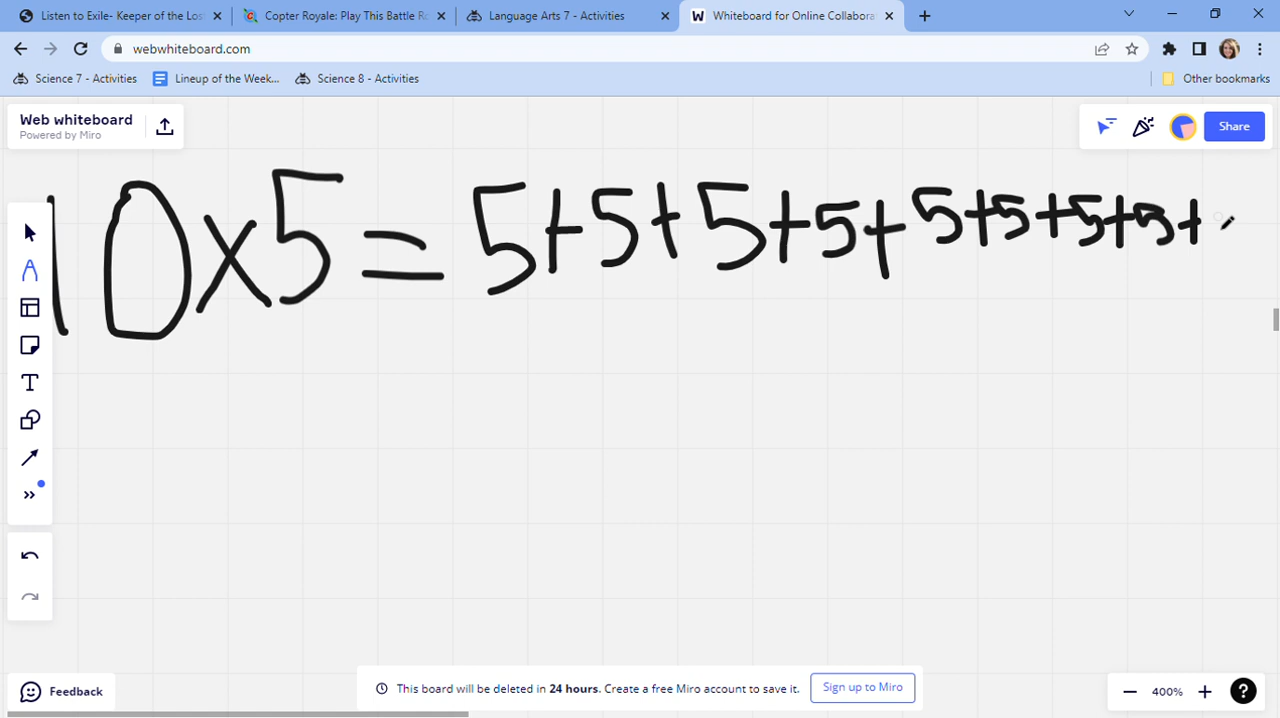 Listen to Exile- Keeper of the Los
Copter Royale: Play This Battle R
Language Arts 7 - Activities
Whiteboard for Online Collabora
webwhiteboard.com
Science 7 - Activities
Lineup of the Week...
Science 8 - Activities
Other bookmarks
Web whiteboard
Powered by Miro
Share
10x5=5+5+5+5+5+5+5+5+
T
Feedback
This board will be deleted in 24 hours. Create a free Miro account to save it.
Sign up to Miro
400%